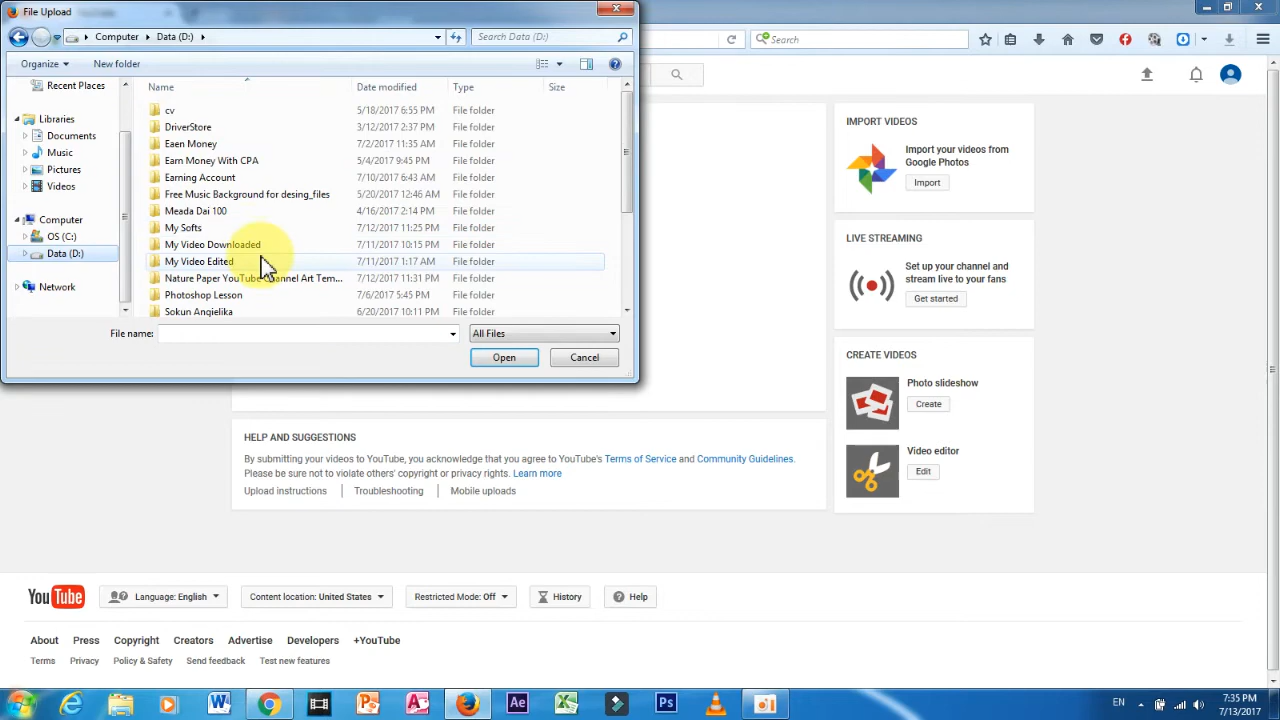 File Upload
Computer
Data (D:)
Search Data (D:)
Search
Organize
New folder
Recent Places
Libraries
Documents
Music
Pictures
Videos
Computer
OS (C:)
Data (D:)
Network
Name Date modified Type Size
cv 5/18/2017 6:55 PM File folder
DriverStore 3/12/2017 2:37 PM File folder
Eaen Money 7/2/2017 11:35 AM File folder
Earn Money With CPA 5/4/2017 9:45 PM File folder
Earning Account 7/10/2017 6:43 AM File folder
Free Music Background for desing_files 5/20/2017 12:46 AM File folder
Meada Dai 100 4/16/2017 2:14 PM File folder
My Softs 7/12/2017 11:25 PM File folder
My Video Downloaded 7/11/2017 10:15 PM File folder
My Video Edited 7/11/2017 1:17 AM File folder
Nature Paper YouTube Channel Art Tem... 7/12/2017 11:31 PM File folder
Photoshop Lesson 7/6/2017 5:45 PM File folder
Sokun Angielika 6/20/2017 10:11 PM File folder
File name:
All Files
Open
Cancel
IMPORT VIDEOS
Import your videos from
Google Photos
Import
LIVE STREAMING
Set up your channel and
stream live to your fans
Get started
CREATE VIDEOS
Photo slideshow
Create
Video editor
Edit
HELP AND SUGGESTIONS
By submitting your videos to YouTube, you acknowledge that you agree to YouTube's Terms of Service and Community Guidelines.
Please be sure not to violate others' copyright or privacy rights. Learn more
Upload instructions
Troubleshooting
Mobile uploads
YouTube
Language: English
Content location: United States
Restricted Mode: Off
History
Help
About Press Copyright Creators Advertise Developers +YouTube
Terms Privacy Policy & Safety Send feedback Test new features
W
P
A
Ae
X
Ps
EN
7:35 PM
7/13/2017